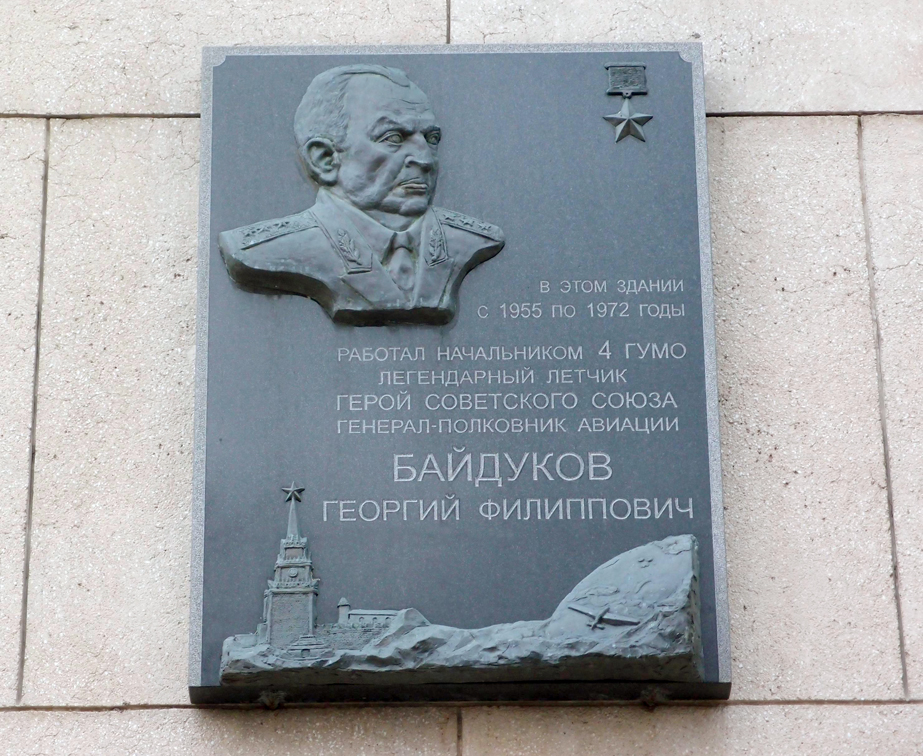 В ЭТОМ ЗДАНИИ
С 1955 ПО 1972 ГОДЫ
РАБОТАЛ НАЧАЛЬНИКОМ 4 ГУМО
ЛЕГЕНДАРНЫЙ ЛЕТЧИК
ГЕРОЙ СОВЕТСКОГО СОЮЗА
ГЕНЕРАЛ-ПОЛКОВНИК АВИАЦИИ
БАЙДУКОВ
ГЕОРГИЙ ФИЛИППОВИЧ